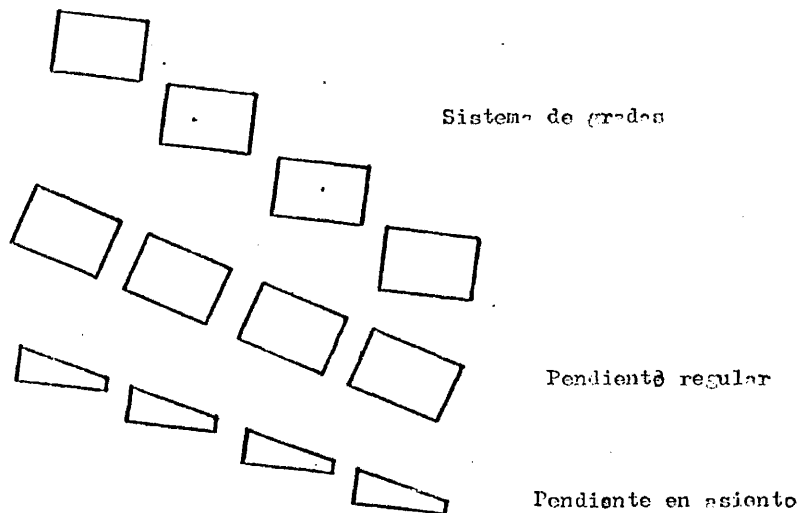 Sistema de gradas
Pendiente regular
Pendiente en asiento